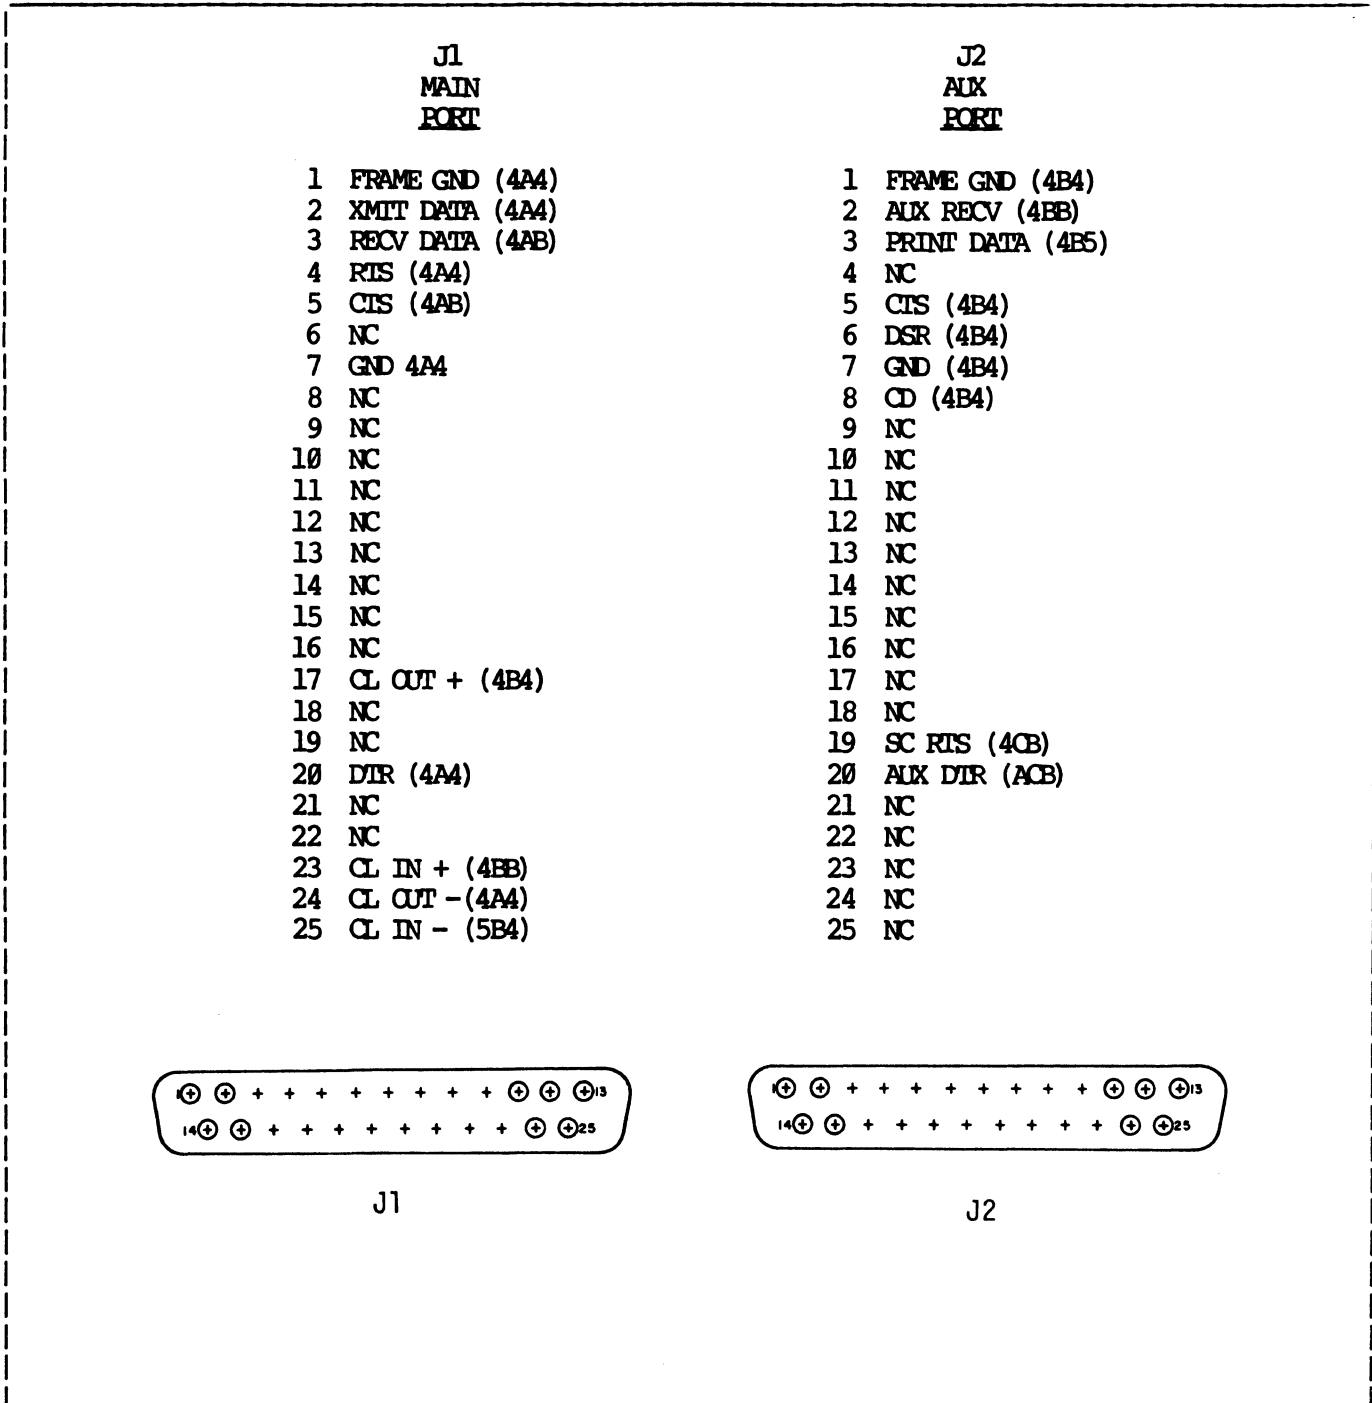 J1
MAIN
PORT
1 FRAME GND (4A4)
2 XMIT DATA (4A4)
3 RECV DATA (4AB)
4 RTS (4A4)
5 CTS (4AB)
6 NC
7 GND 4A4
8 NC
9 NC
10 NC
11 NC
12 NC
13 NC
14 NC
15 NC
16 NC
17 CL OUT + (4B4)
18 NC
19 NC
20 DTR (4A4)
21 NC
22 NC
23 CL IN + (4BB)
24 CL OUT -(4A4)
25 CL IN - (5B4)
J2
AUX
PORT
1 FRAME GND (4B4)
2 AUX RECV (4BB)
3 PRINT DATA (4B5)
4 NC
5 CTS (4B4)
6 DSR (4B4)
7 GND (4B4)
8 CD (4B4)
9 NC
10 NC
11 NC
12 NC
13 NC
14 NC
15 NC
16 NC
17 NC
18 NC
19 SC RTS (4CB)
20 AUX DTR (ACB)
21 NC
22 NC
23 NC
24 NC
25 NC
1 13
14 25
J1
1 13
14 25
J2